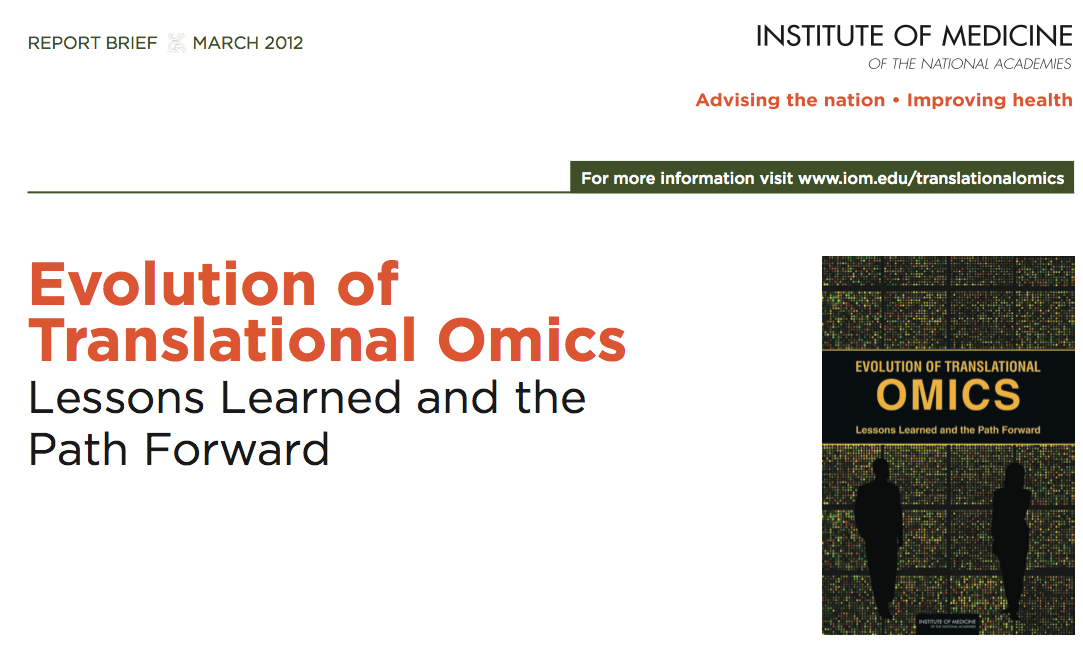 REPORT BRIEF MARCH 2012
INSTITUTE OF MEDICINE
OF THE NATIONAL ACADEMIES
Advising the nation • Improving health
For more information visit www.iom.edu/translationalomics
Evolution of
Translational Omics
Lessons Learned and the
Path Forward
EVOLUTION OF TRANSLATIONAL
OMICS
Lessons Learned and the Path Forward
INSTITUTE OF MEDICINE
OF THE NATIONAL ACADEMIES